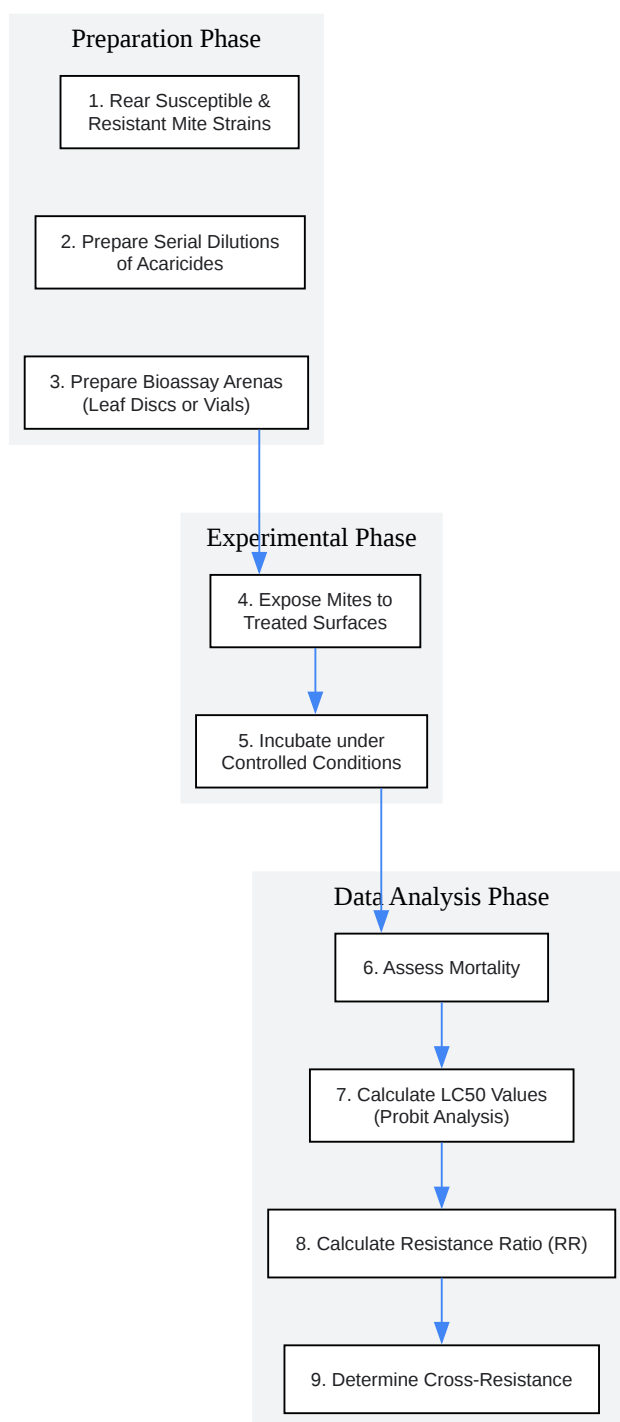 Preparation Phase
1. Rear Susceptible &
Resistant Mite Strains
2. Prepare Serial Dilutions
of Acaricides
3. Prepare Bioassay Arenas
(Leaf Discs or Vials)
Experimental Phase
4. Expose Mites to
Treated Surfaces
5. Incubate under
Controlled Conditions
Data Analysis Phase
6. Assess Mortality
7. Calculate LC50 Values
(Probit Analysis)
8. Calculate Resistance Ratio (RR)
9. Determine Cross-Resistance